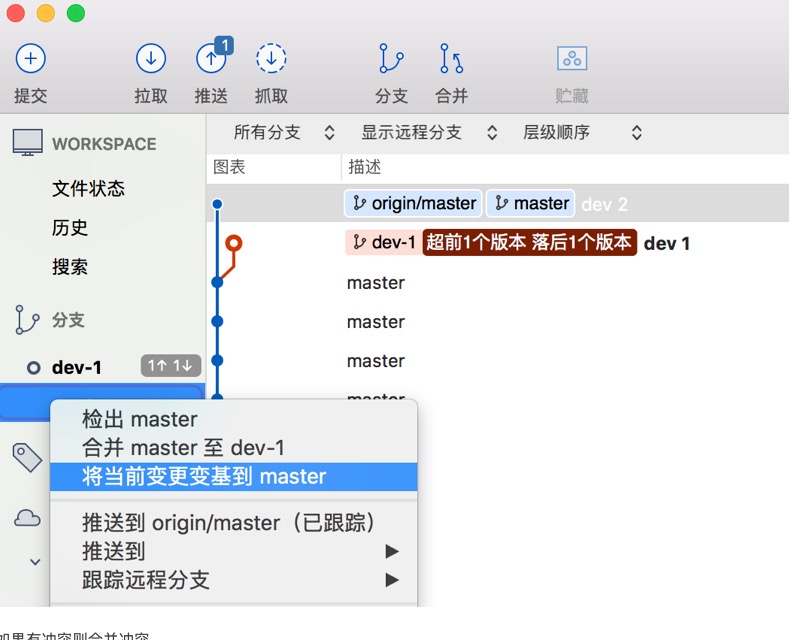 1
提交
拉取
推送
抓取
分支
合并
贮藏
WORKSPACE
文件状态
历史
搜索
分支
dev-1 1↑ 1↓
所有分支 显示远程分支 层级顺序
图表 描述
origin/master master dev 2
dev-1 超前1个版本 落后1个版本 dev 1
master
master
master
master
检出 master
合并 master 至 dev-1
将当前变更变基到 master
推送到 origin/master（已跟踪）
推送到
跟踪远程分支
如果有冲突则合并冲突